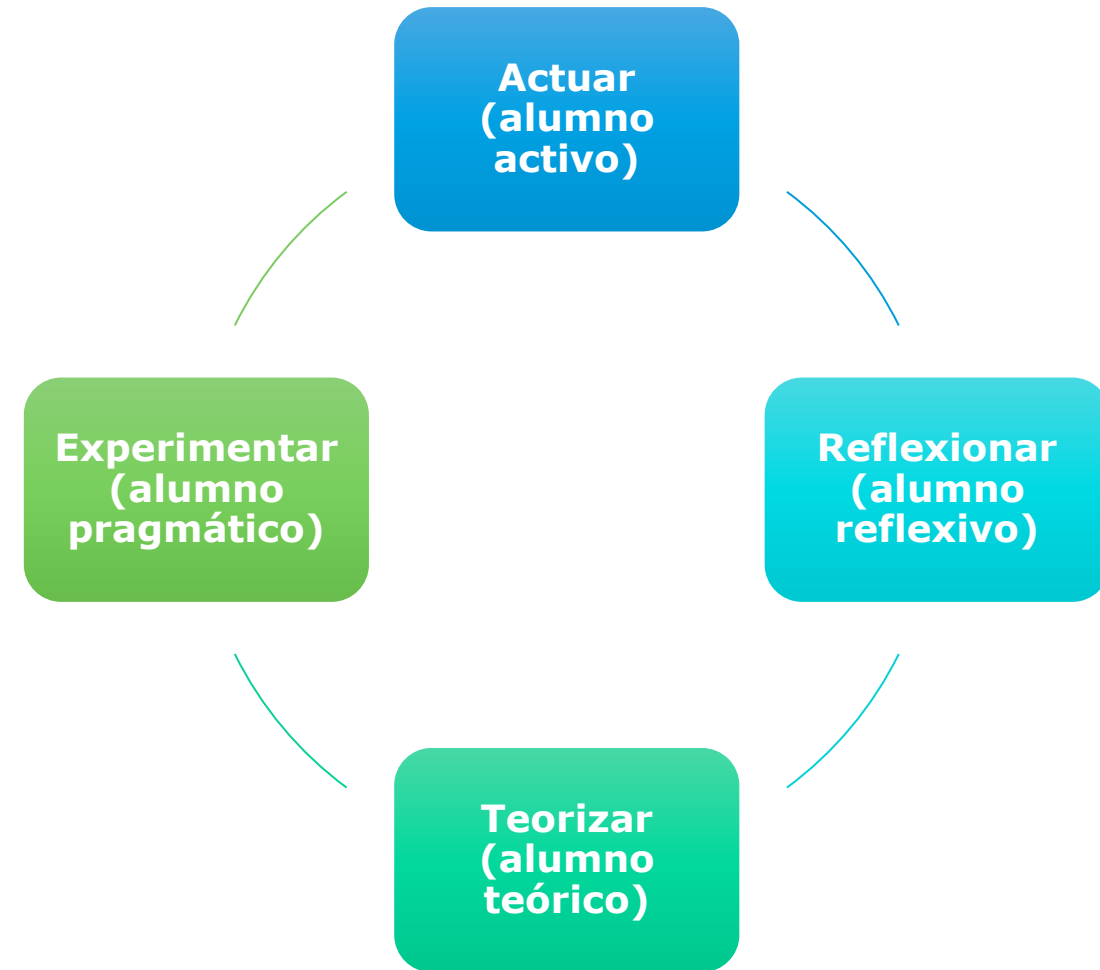 Actuar
(alumno
activo)
Experimentar
(alumno
pragmático)
Reflexionar
(alumno
reflexivo)
Teorizar
(alumno
teórico)